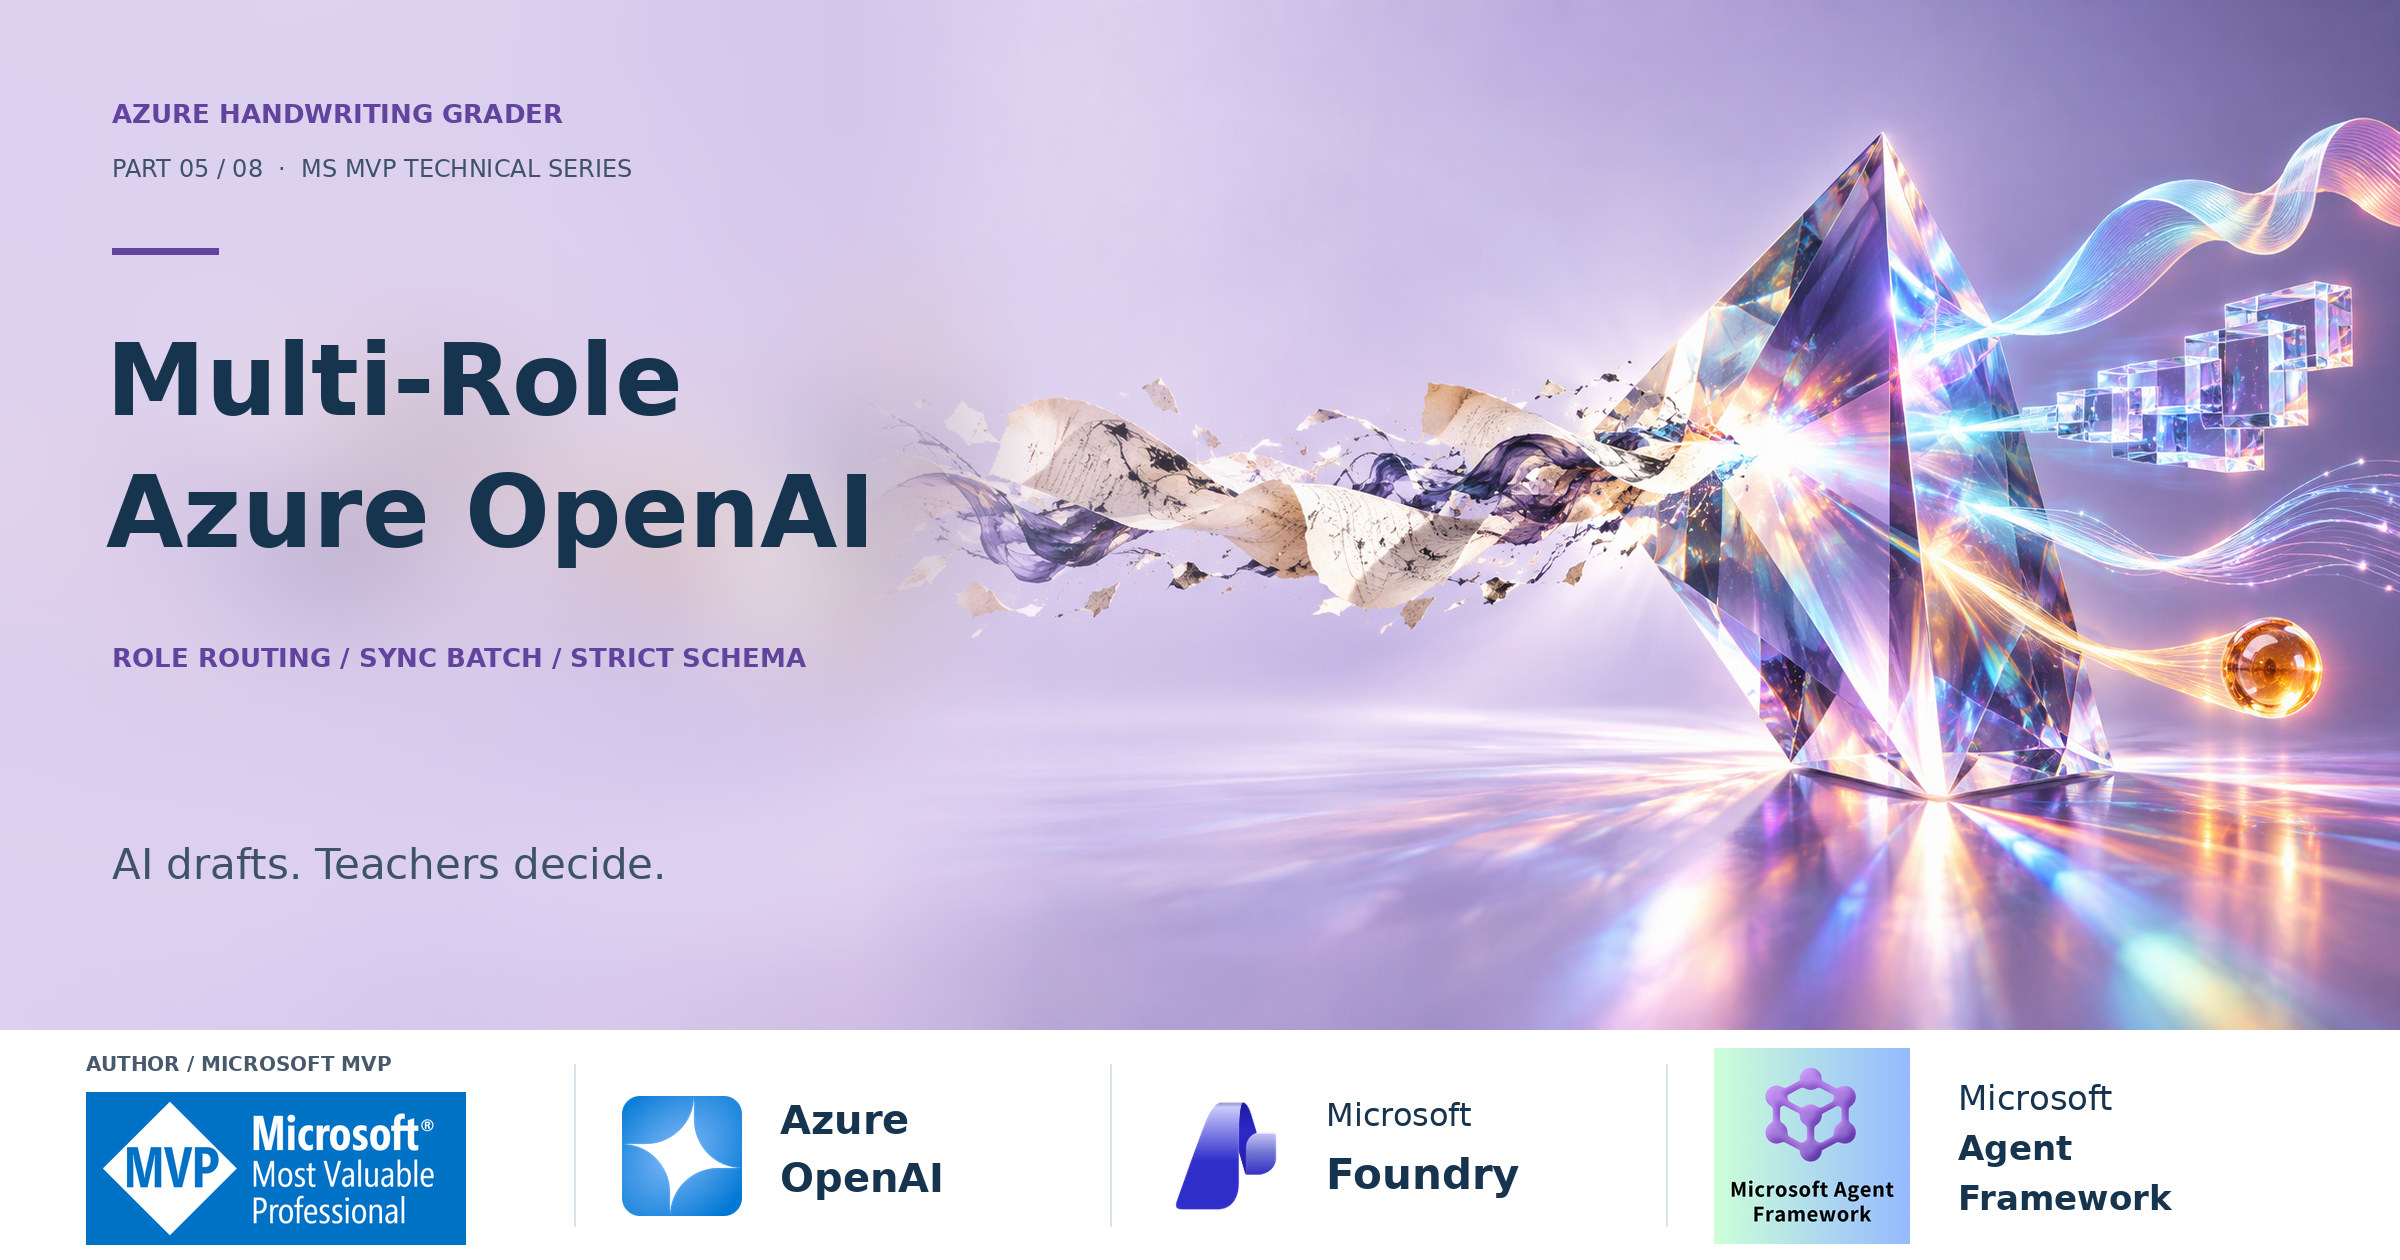 AZURE HANDWRITING GRADER
PART 05 / 08 · MS MVP TECHNICAL SERIES
Multi-Role
Azure OpenAI
ROLE ROUTING / SYNC BATCH / STRICT SCHEMA
AI drafts. Teachers decide.
AUTHOR / MICROSOFT MVP
MVP
Microsoft®
Most Valuable
Professional
Azure
OpenAI
Microsoft
Foundry
Microsoft Agent
Framework
Microsoft
Agent
Framework